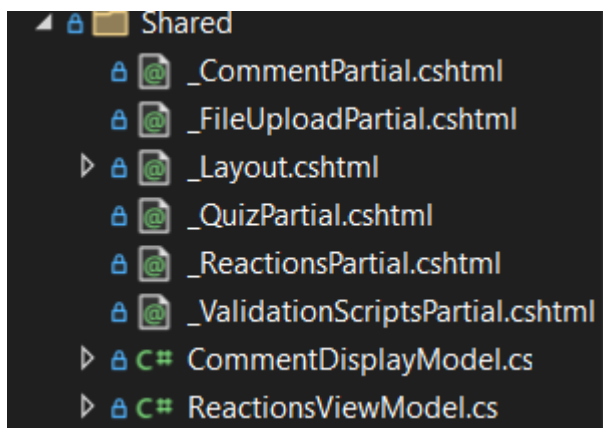 Shared
_CommentPartial.cshtml
_FileUploadPartial.cshtml
_Layout.cshtml
_QuizPartial.cshtml
_ReactionsPartial.cshtml
_ValidationScriptsPartial.cshtml
C# CommentDisplayModel.cs
C# ReactionsViewModel.cs